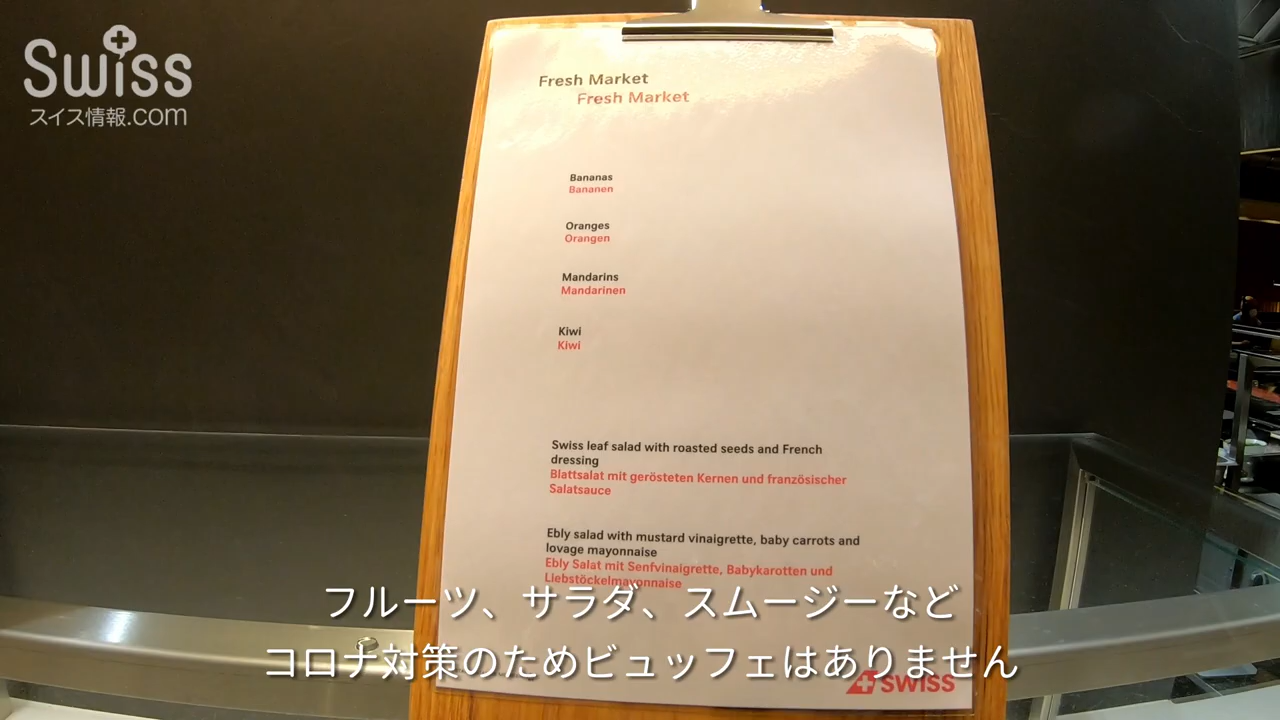 Swiss
スイス情報.com
Fresh Market
Fresh Market
Bananas
Bananen
Oranges
Orangen
Mandarins
Mandarinen
Kiwi
Kiwi
Swiss leaf salad with roasted seeds and French
dressing
Blattsalat mit gerösteten Kernen und französischer
Salatsauce
Ebly salad with mustard vinaigrette, baby carrots and
lovage mayonnaise
Ebly Salat mit Senfvinaigrette, Babykarotten und
Liebstöckelmayonnaise
フルーツ、サラダ、スムージーなど
コロナ対策のためビュッフェはありません
SWISS